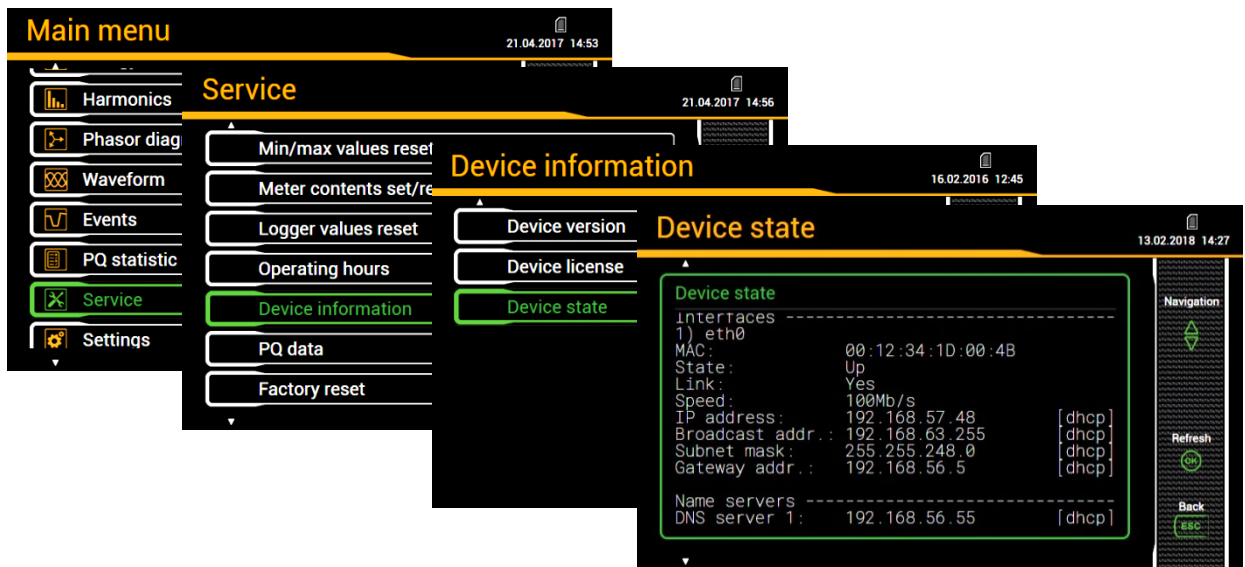 Main menu
21.04.2017 14:53
Harmonics
Phasor diag
Waveform
Events
PQ statistic
Service
Settings
Service
21.04.2017 14:56
Min/max values reset
Meter contents set/re
Logger values reset
Operating hours
Device information
PQ data
Factory reset
Device information
16.02.2016 12:45
Device version
Device license
Device state
Device state
13.02.2018 14:27
Device state
Interfaces --------------------------------
1) eth0
MAC: 00:12:34:1D:00:4B
State: Up
Link: Yes
Speed: 100Mb/s
IP address: 192.168.57.48 [dhcp]
Broadcast addr.: 192.168.63.255 [dhcp]
Subnet mask: 255.255.248.0 [dhcp]
Gateway addr.: 192.168.56.5 [dhcp]
Name servers ------------------------------
DNS server 1: 192.168.56.55 [dhcp]
Navigation
Refresh
OK
Back
ESC